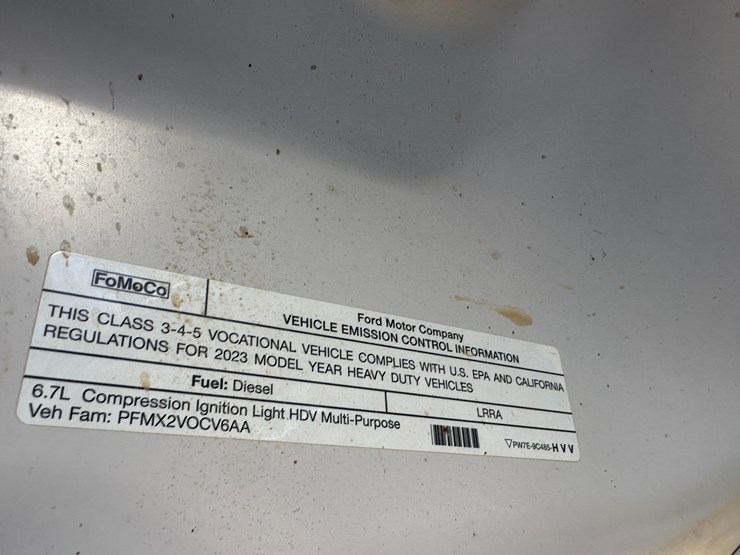 FoMoCo
Ford Motor Company
VEHICLE EMISSION CONTROL INFORMATION
THIS CLASS 3-4-5 VOCATIONAL VEHICLE COMPLIES WITH U.S. EPA AND CALIFORNIA
REGULATIONS FOR 2023 MODEL YEAR HEAVY DUTY VEHICLES
Fuel: Diesel
LRRA
6.7L Compression Ignition Light HDV Multi-Purpose
Veh Fam: PFMX2VOCV6AA
PW7E-9C485-HVV